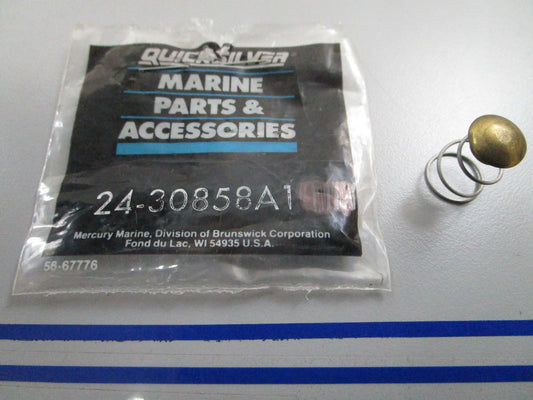 QUICKSILVER
MARINE
PARTS &
ACCESSORIES
24-30858A1
Mercury Marine, Division of Brunswick Corporation
Fond du Lac, WI 54935 U.S.A.
56-67776